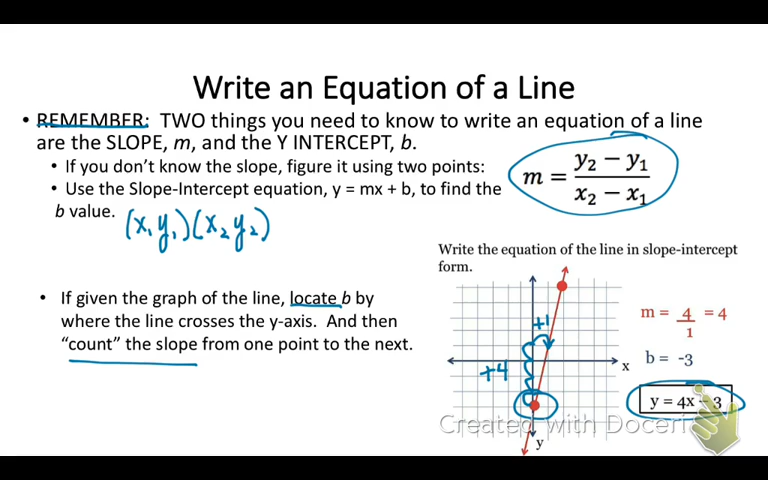 Write an Equation of a Line
• REMEMBER: TWO things you need to know to write an equation of a line
are the SLOPE, m, and the Y INTERCEPT, b.
• If you don't know the slope, figure it using two points:
• Use the Slope-Intercept equation, y = mx + b, to find the
b value.
m = y₂ − y₁ / x₂ − x₁
(x₁ y₁)(x₂ y₂)
• If given the graph of the line, locate b by
where the line crosses the y-axis. And then
“count” the slope from one point to the next.
Write the equation of the line in slope-intercept
form.
+1
+4
x
y
m = 4/1 = 4
b = -3
y = 4x - 3
Created with Doceri